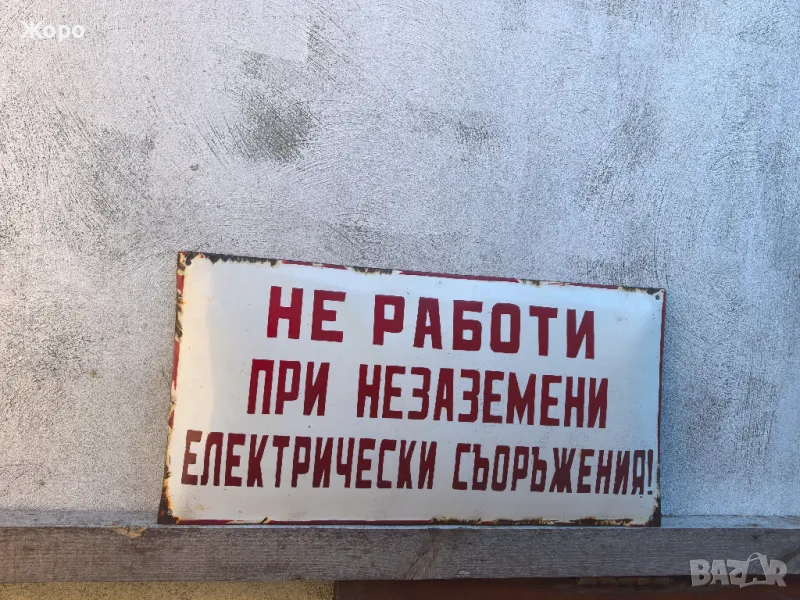 Жоро
НЕ РАБОТИ
ПРИ НЕЗАЗЕМЕНИ
ЕЛЕКТРИЧЕСКИ СЪОРЪЖЕНИЯ!
BAZAR